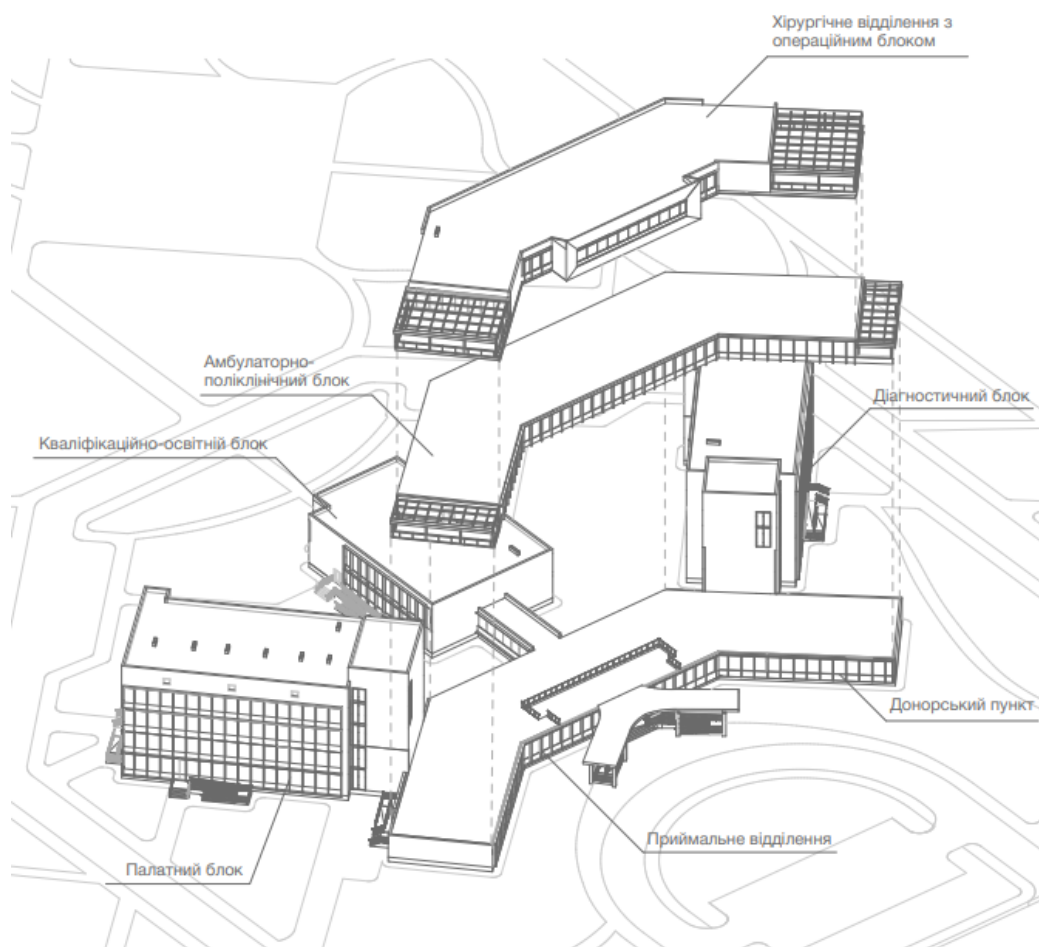 Хірургічне відділення з
операційним блоком
Амбулаторно-
поліклінічний блок
Діагностичний блок
Кваліфікаційно-освітній блок
Донорський пункт
Приймальне відділення
Палатний блок